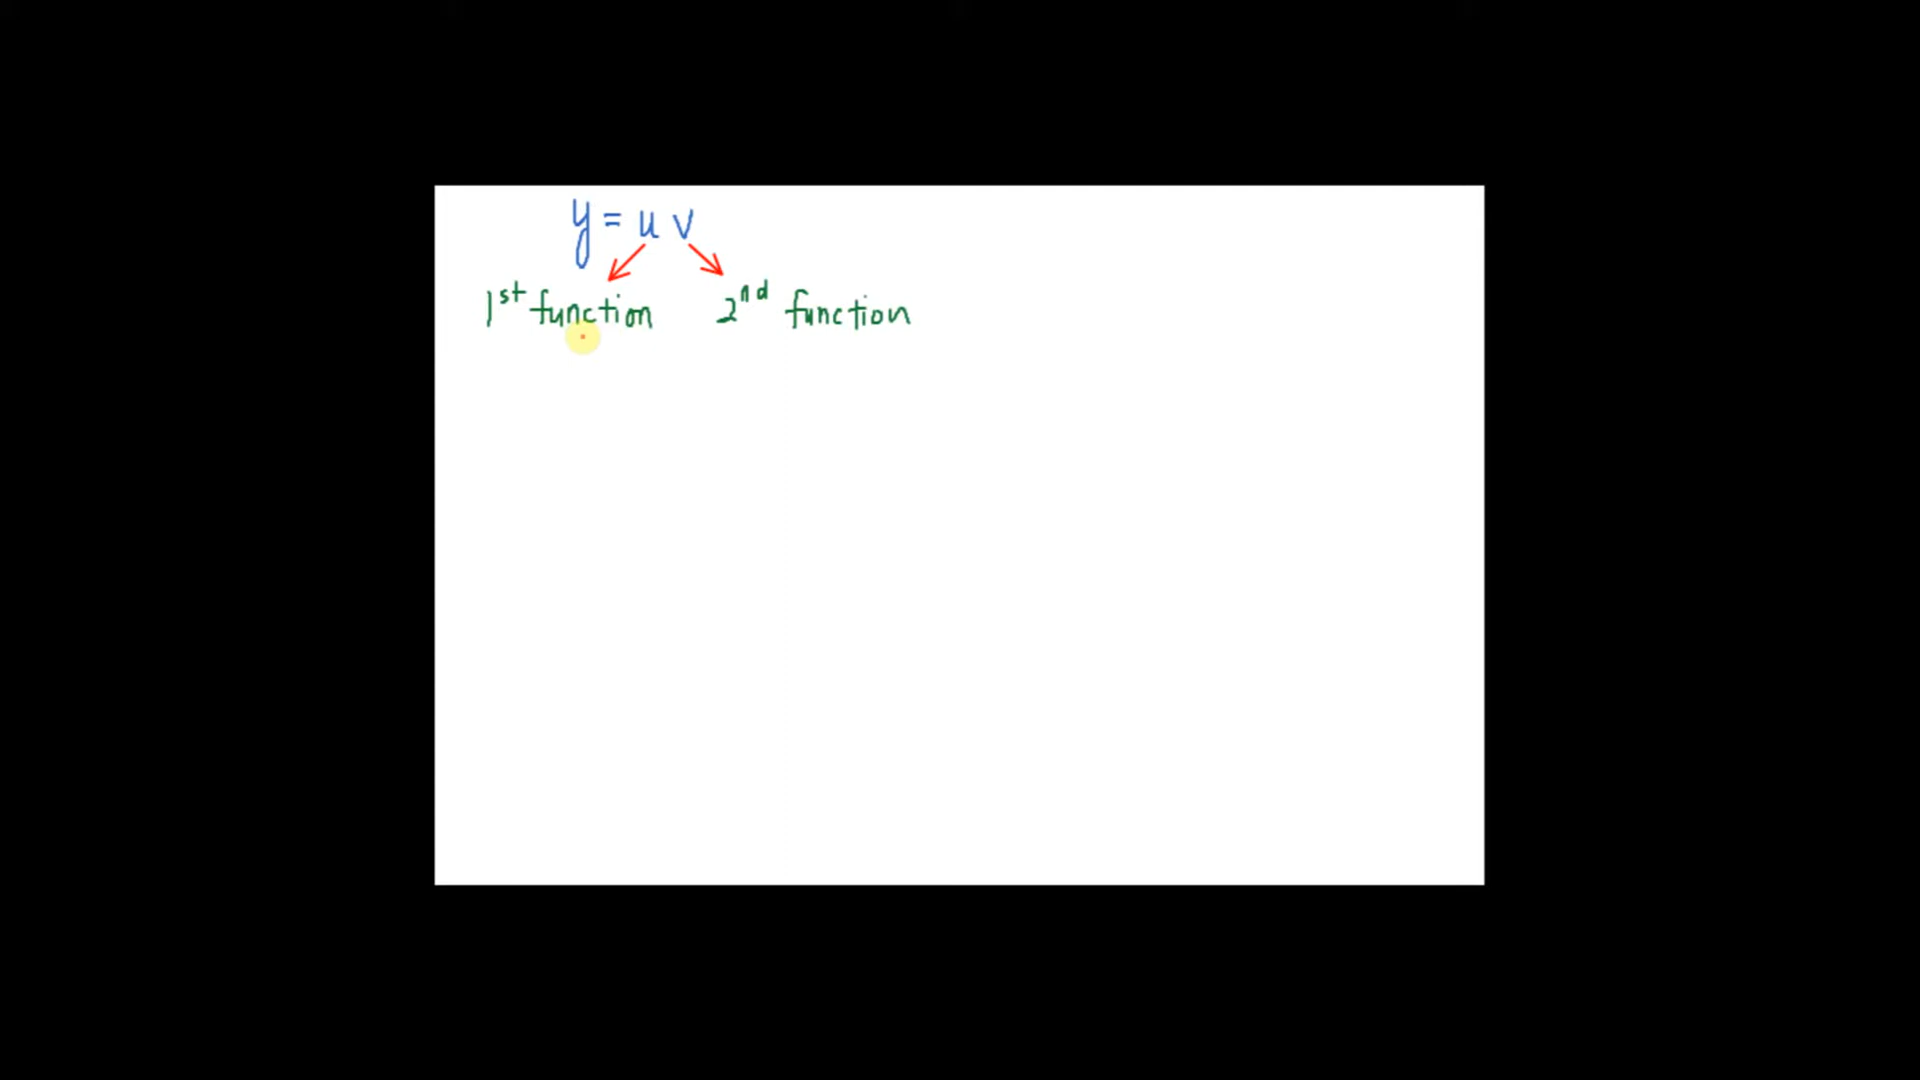 y = u v
1st function 2nd function